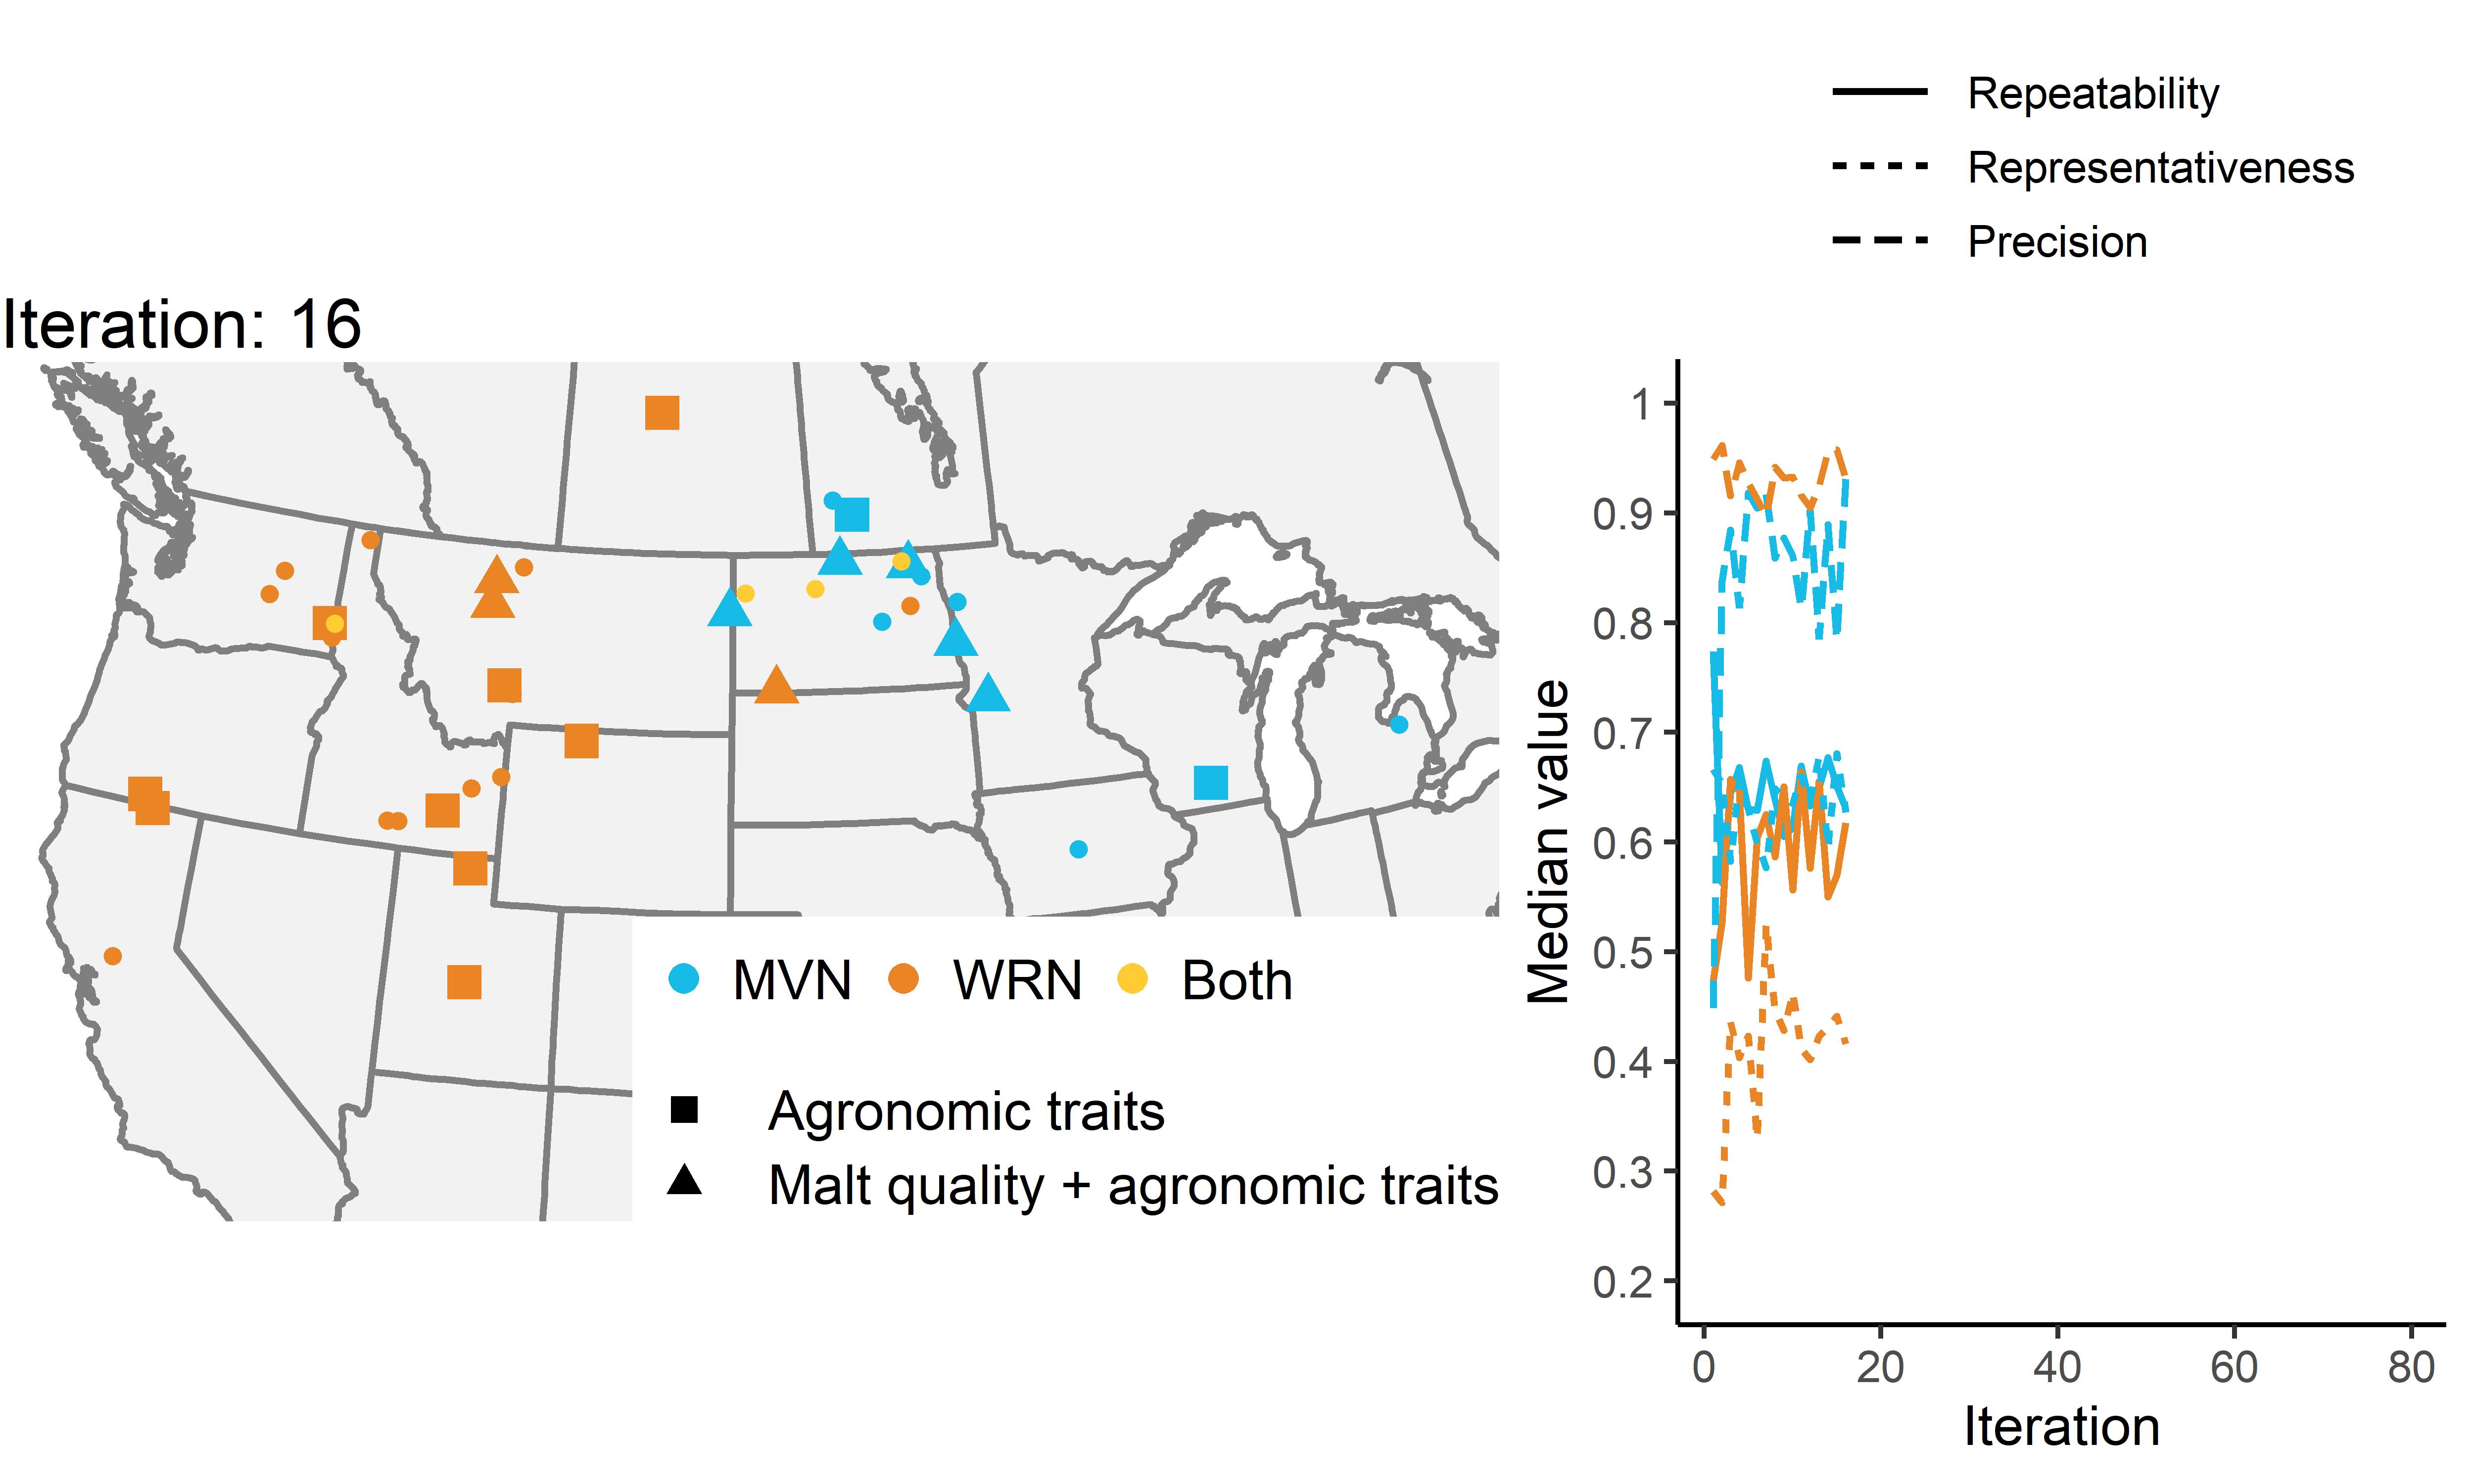 Repeatability
Representativeness
Precision
Iteration: 16
MVN WRN Both
Agronomic traits
Malt quality + agronomic traits
Median value
1
0.9
0.8
0.7
0.6
0.5
0.4
0.3
0.2
0 20 40 60 80
Iteration